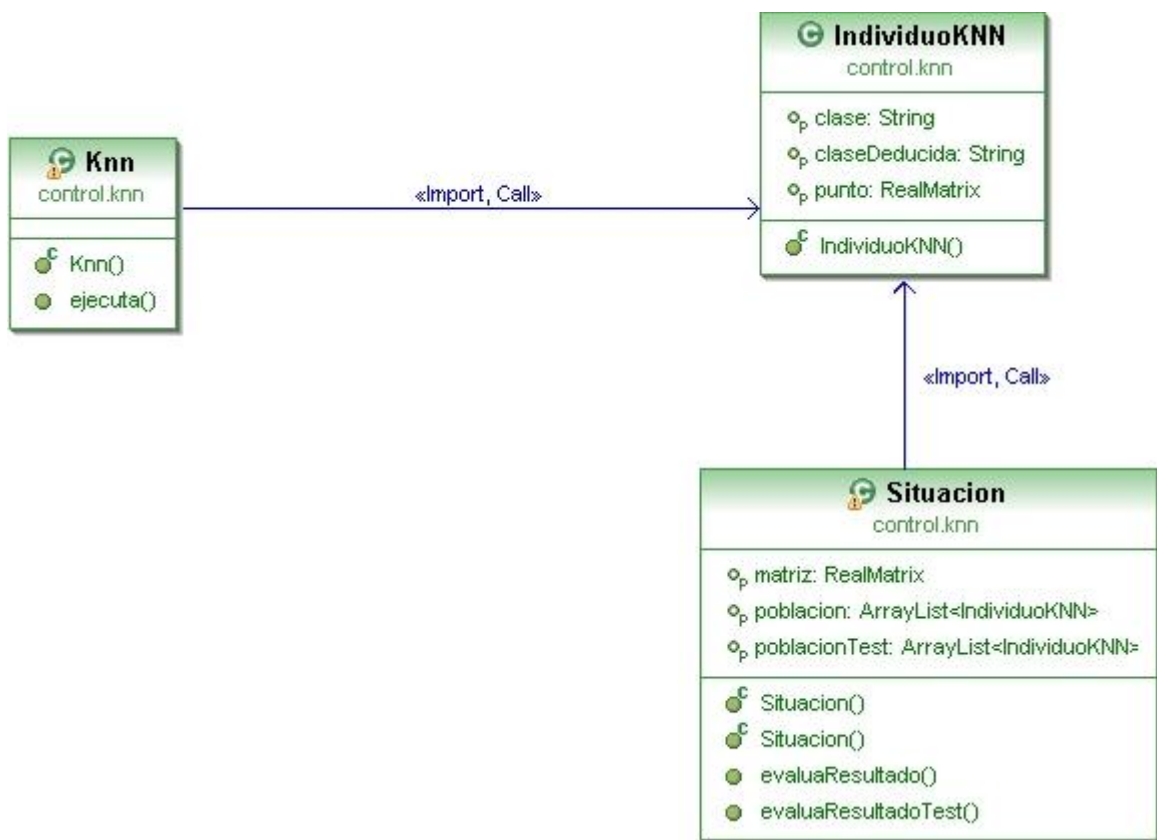 IndividuoKNN
control.knn
clase: String
claseDeducida: String
punto: RealMatrix
IndividuoKNN()
Knn
control.knn
Knn()
ejecuta()
«Import, Call»
«Import, Call»
Situacion
control.knn
matriz: RealMatrix
poblacion: ArrayList<IndividuoKNN>
poblacionTest: ArrayList<IndividuoKNN>
Situacion()
Situacion()
evaluaResultado()
evaluaResultadoTest()